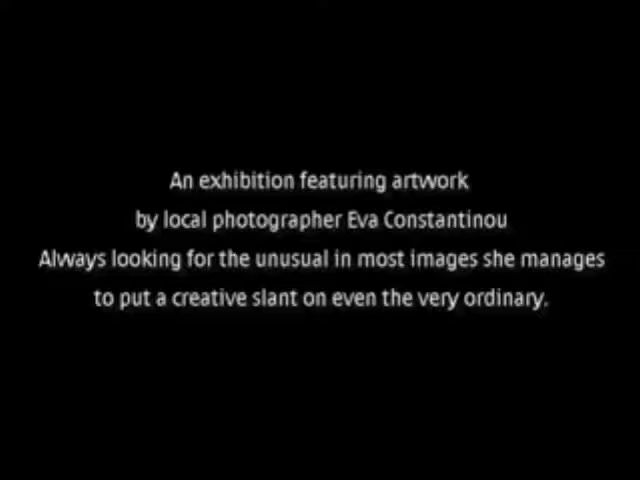 An exhibition featuring artwork
by local photographer Eva Constantinou
Always looking for the unusual in most images she manages
to put a creative slant on even the very ordinary.